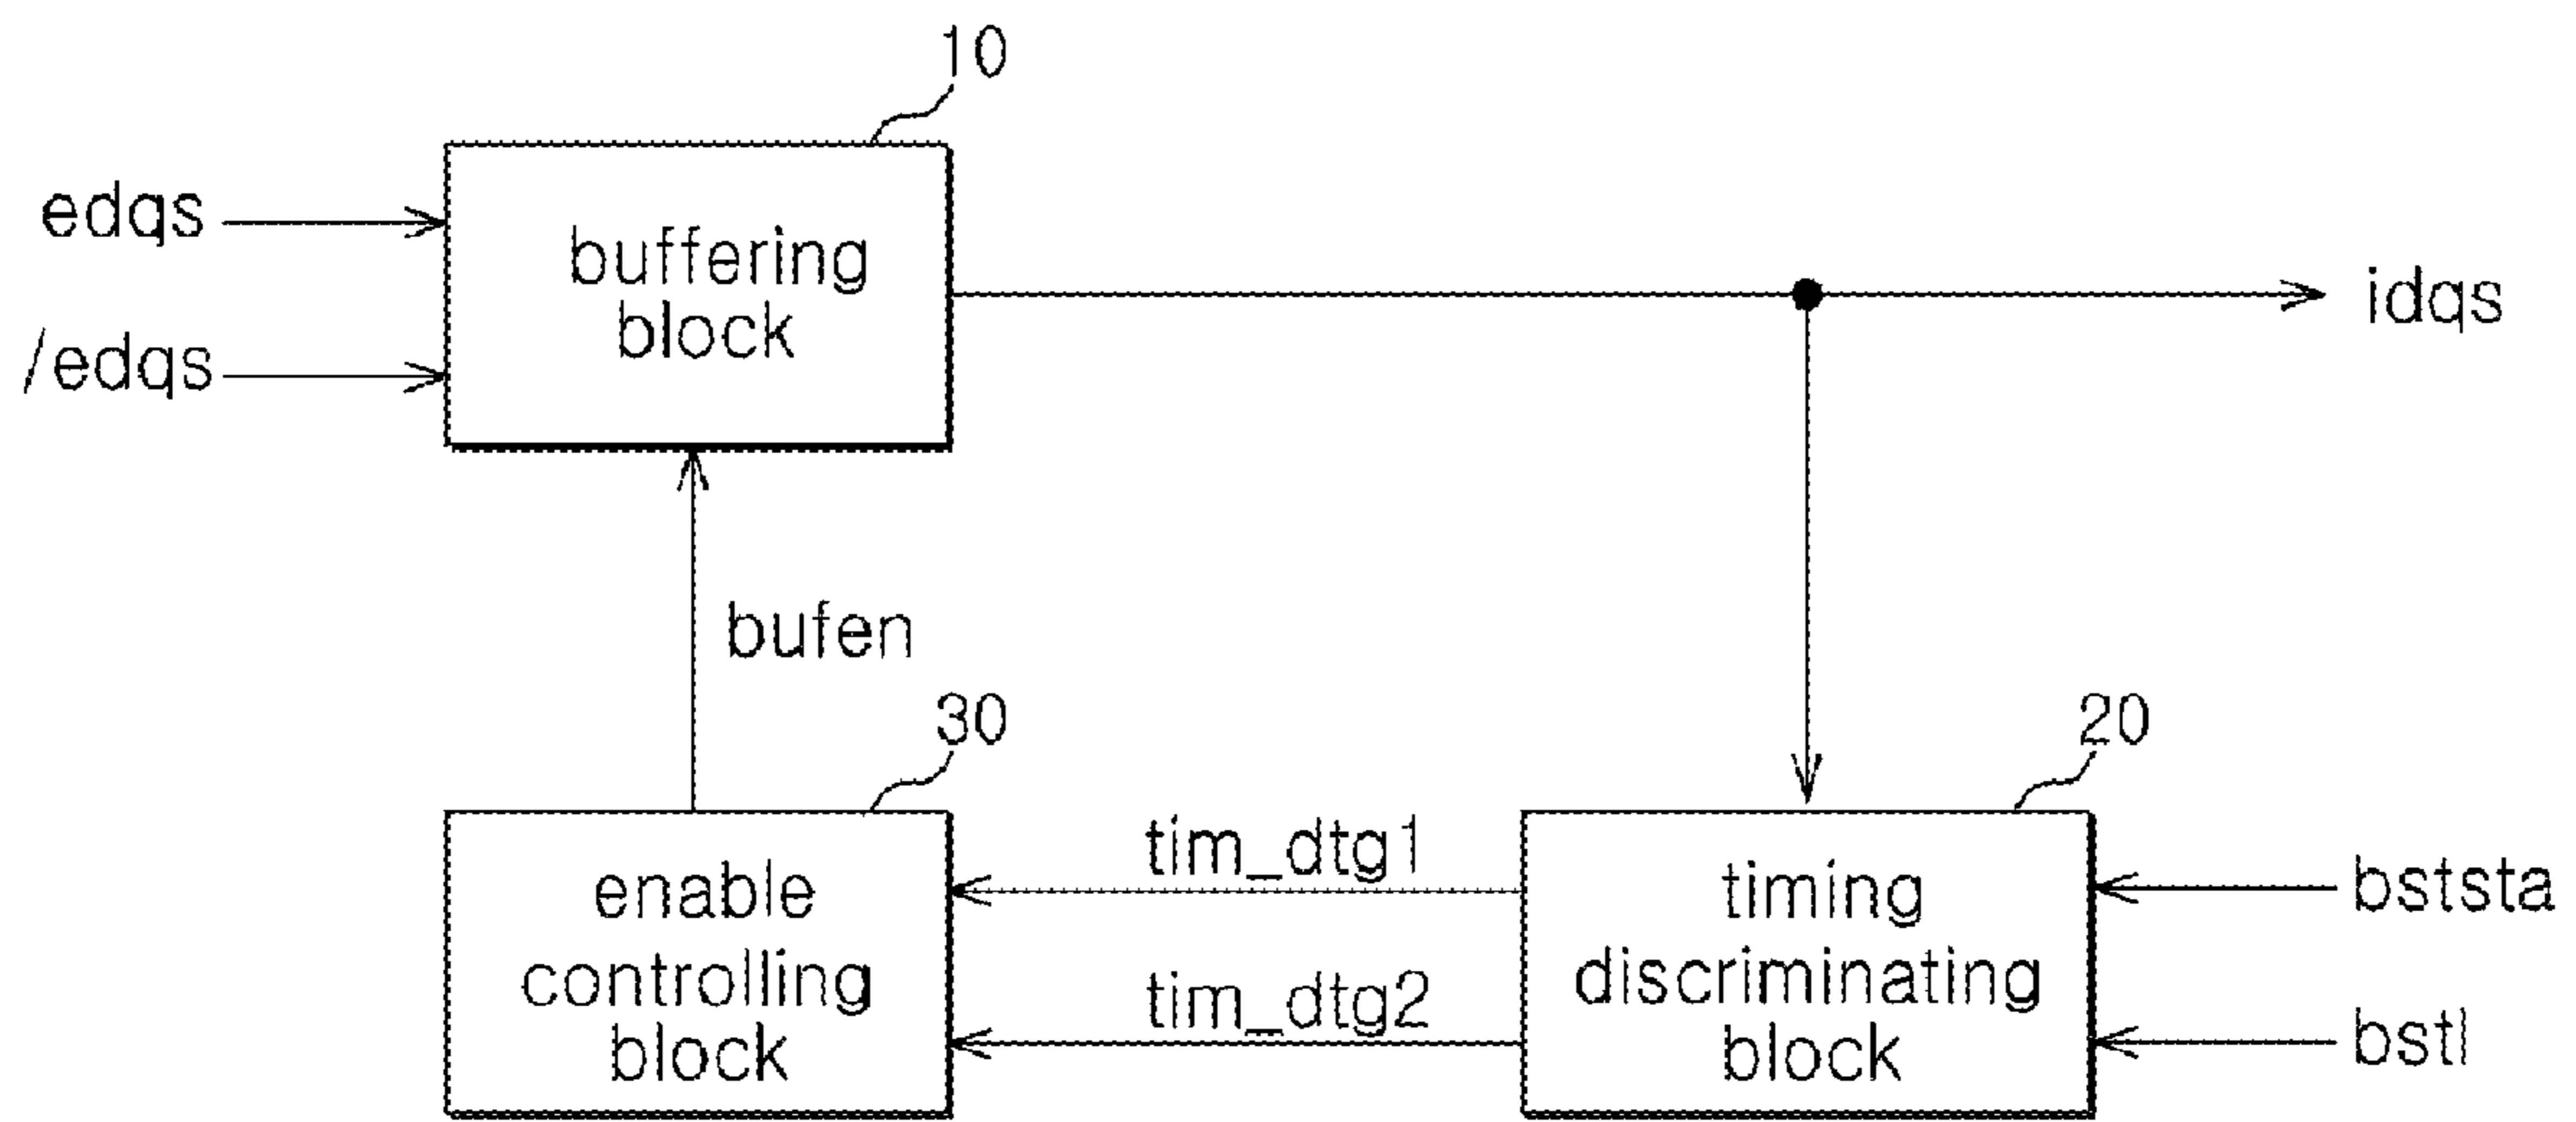 10
edqs
buffering
block
/edqs
idqs
bufen
30
20
enable
controlling
block
tim_dtg1
tim_dtg2
timing
discriminating
block
bststa
bstl